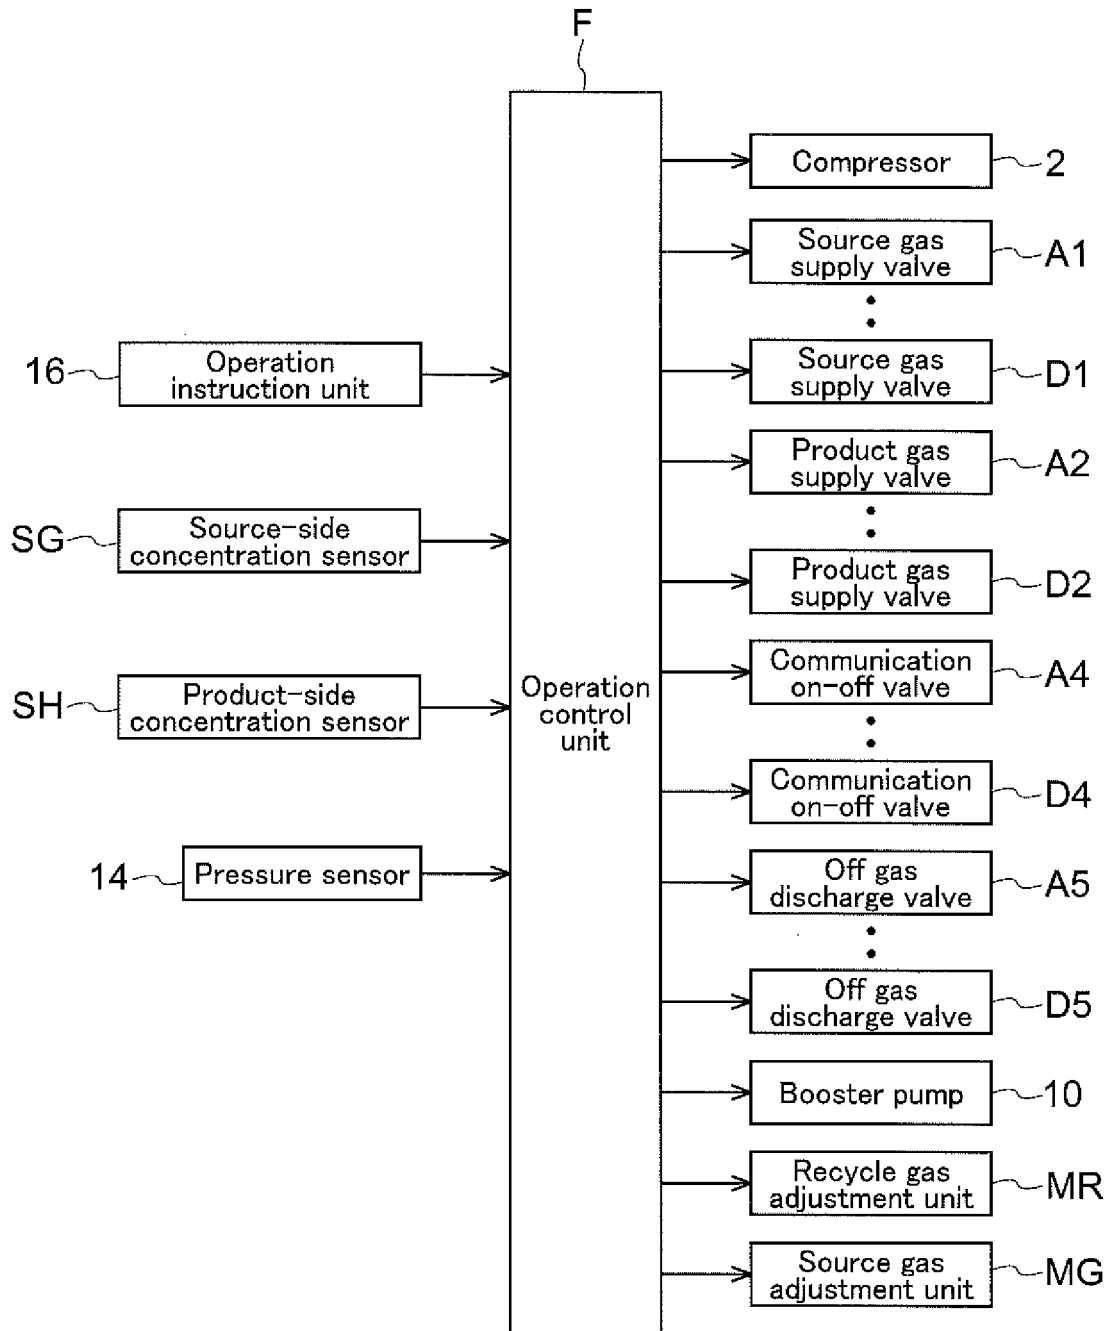 F
Compressor
2
Source gas
supply valve
A1
Operation
instruction unit
16
Source gas
supply valve
D1
Product gas
supply valve
A2
Source-side
concentration sensor
SG
Product gas
supply valve
D2
Communication
on-off valve
A4
Product-side
concentration sensor
SH
Operation
control
unit
Communication
on-off valve
D4
Pressure sensor
14
Off gas
discharge valve
A5
Off gas
discharge valve
D5
Booster pump
10
Recycle gas
adjustment unit
MR
Source gas
adjustment unit
MG